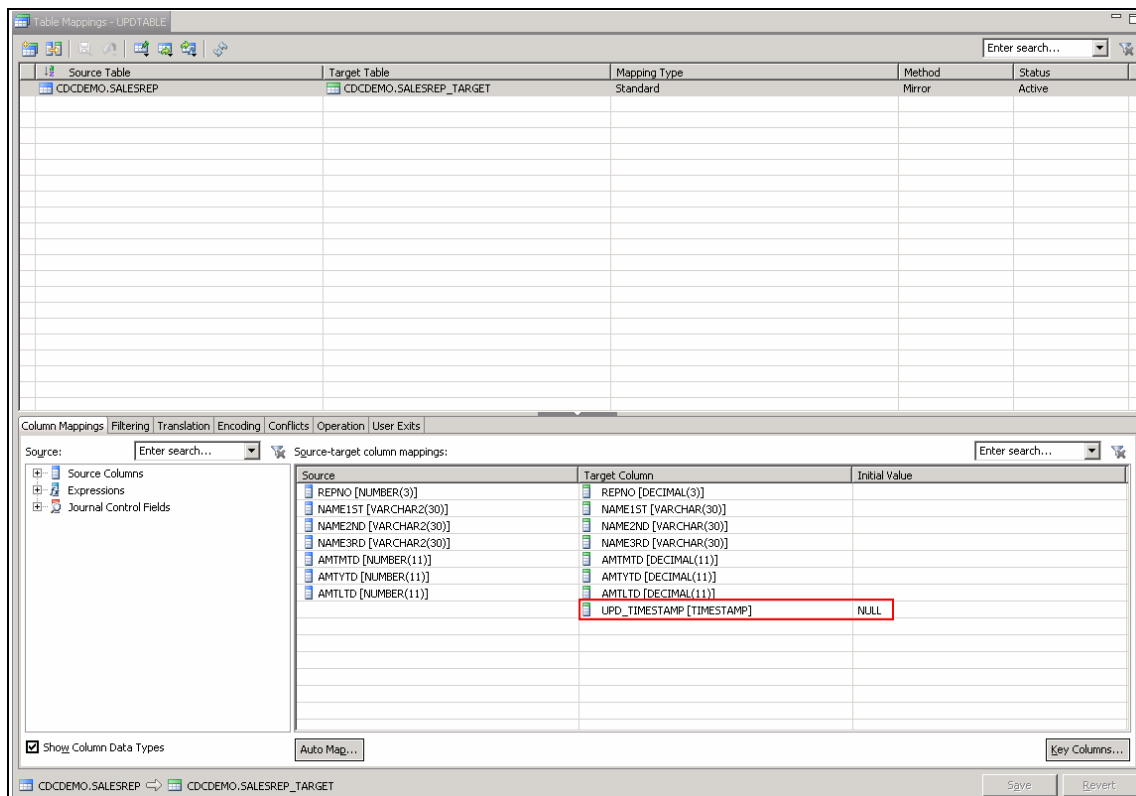 Table Mappings - UPDTABLE
Enter search...
Source Table Target Table Mapping Type Method Status
CDCDEMO.SALESREP CDCDEMO.SALESREP_TARGET Standard Mirror Active
Column Mappings Filtering Translation Encoding Conflicts Operation User Exits
Source: Enter search... Source-target column mappings: Enter search...
Source Columns
Expressions
Journal Control Fields
Source Target Column Initial Value
REPNO [NUMBER(3)] REPNO [DECIMAL(3)]
NAME1ST [VARCHAR2(30)] NAME1ST [VARCHAR(30)]
NAME2ND [VARCHAR2(30)] NAME2ND [VARCHAR(30)]
NAME3RD [VARCHAR2(30)] NAME3RD [VARCHAR(30)]
AMTMTD [NUMBER(11)] AMTMTD [DECIMAL(11)]
AMTYTD [NUMBER(11)] AMTYTD [DECIMAL(11)]
AMTLTD [NUMBER(11)] AMTLTD [DECIMAL(11)]
UPD_TIMESTAMP [TIMESTAMP] NULL
Show Column Data Types Auto Map... Key Columns...
CDCDEMO.SALESREP CDCDEMO.SALESREP_TARGET Save Revert